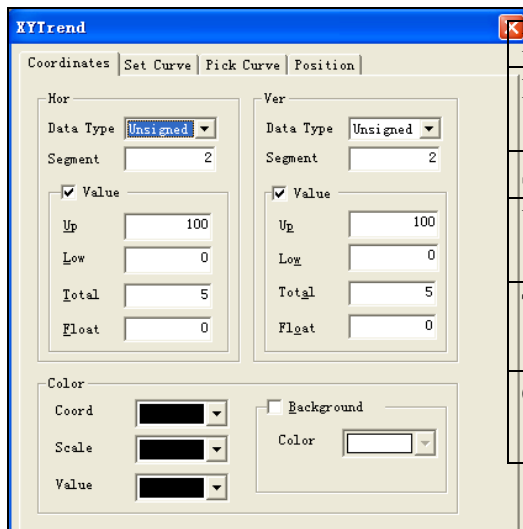 XYTrend
Coordinates Set Curve Pick Curve Position
Hor
Data Type Unsigned
Segment 2
Value
Up 100
Low 0
Total 5
Float 0
Ver
Data Type Unsigned
Segment 2
Value
Up 100
Low 0
Total 5
Float 0
Color
Coord
Scale
Value
Background
Color